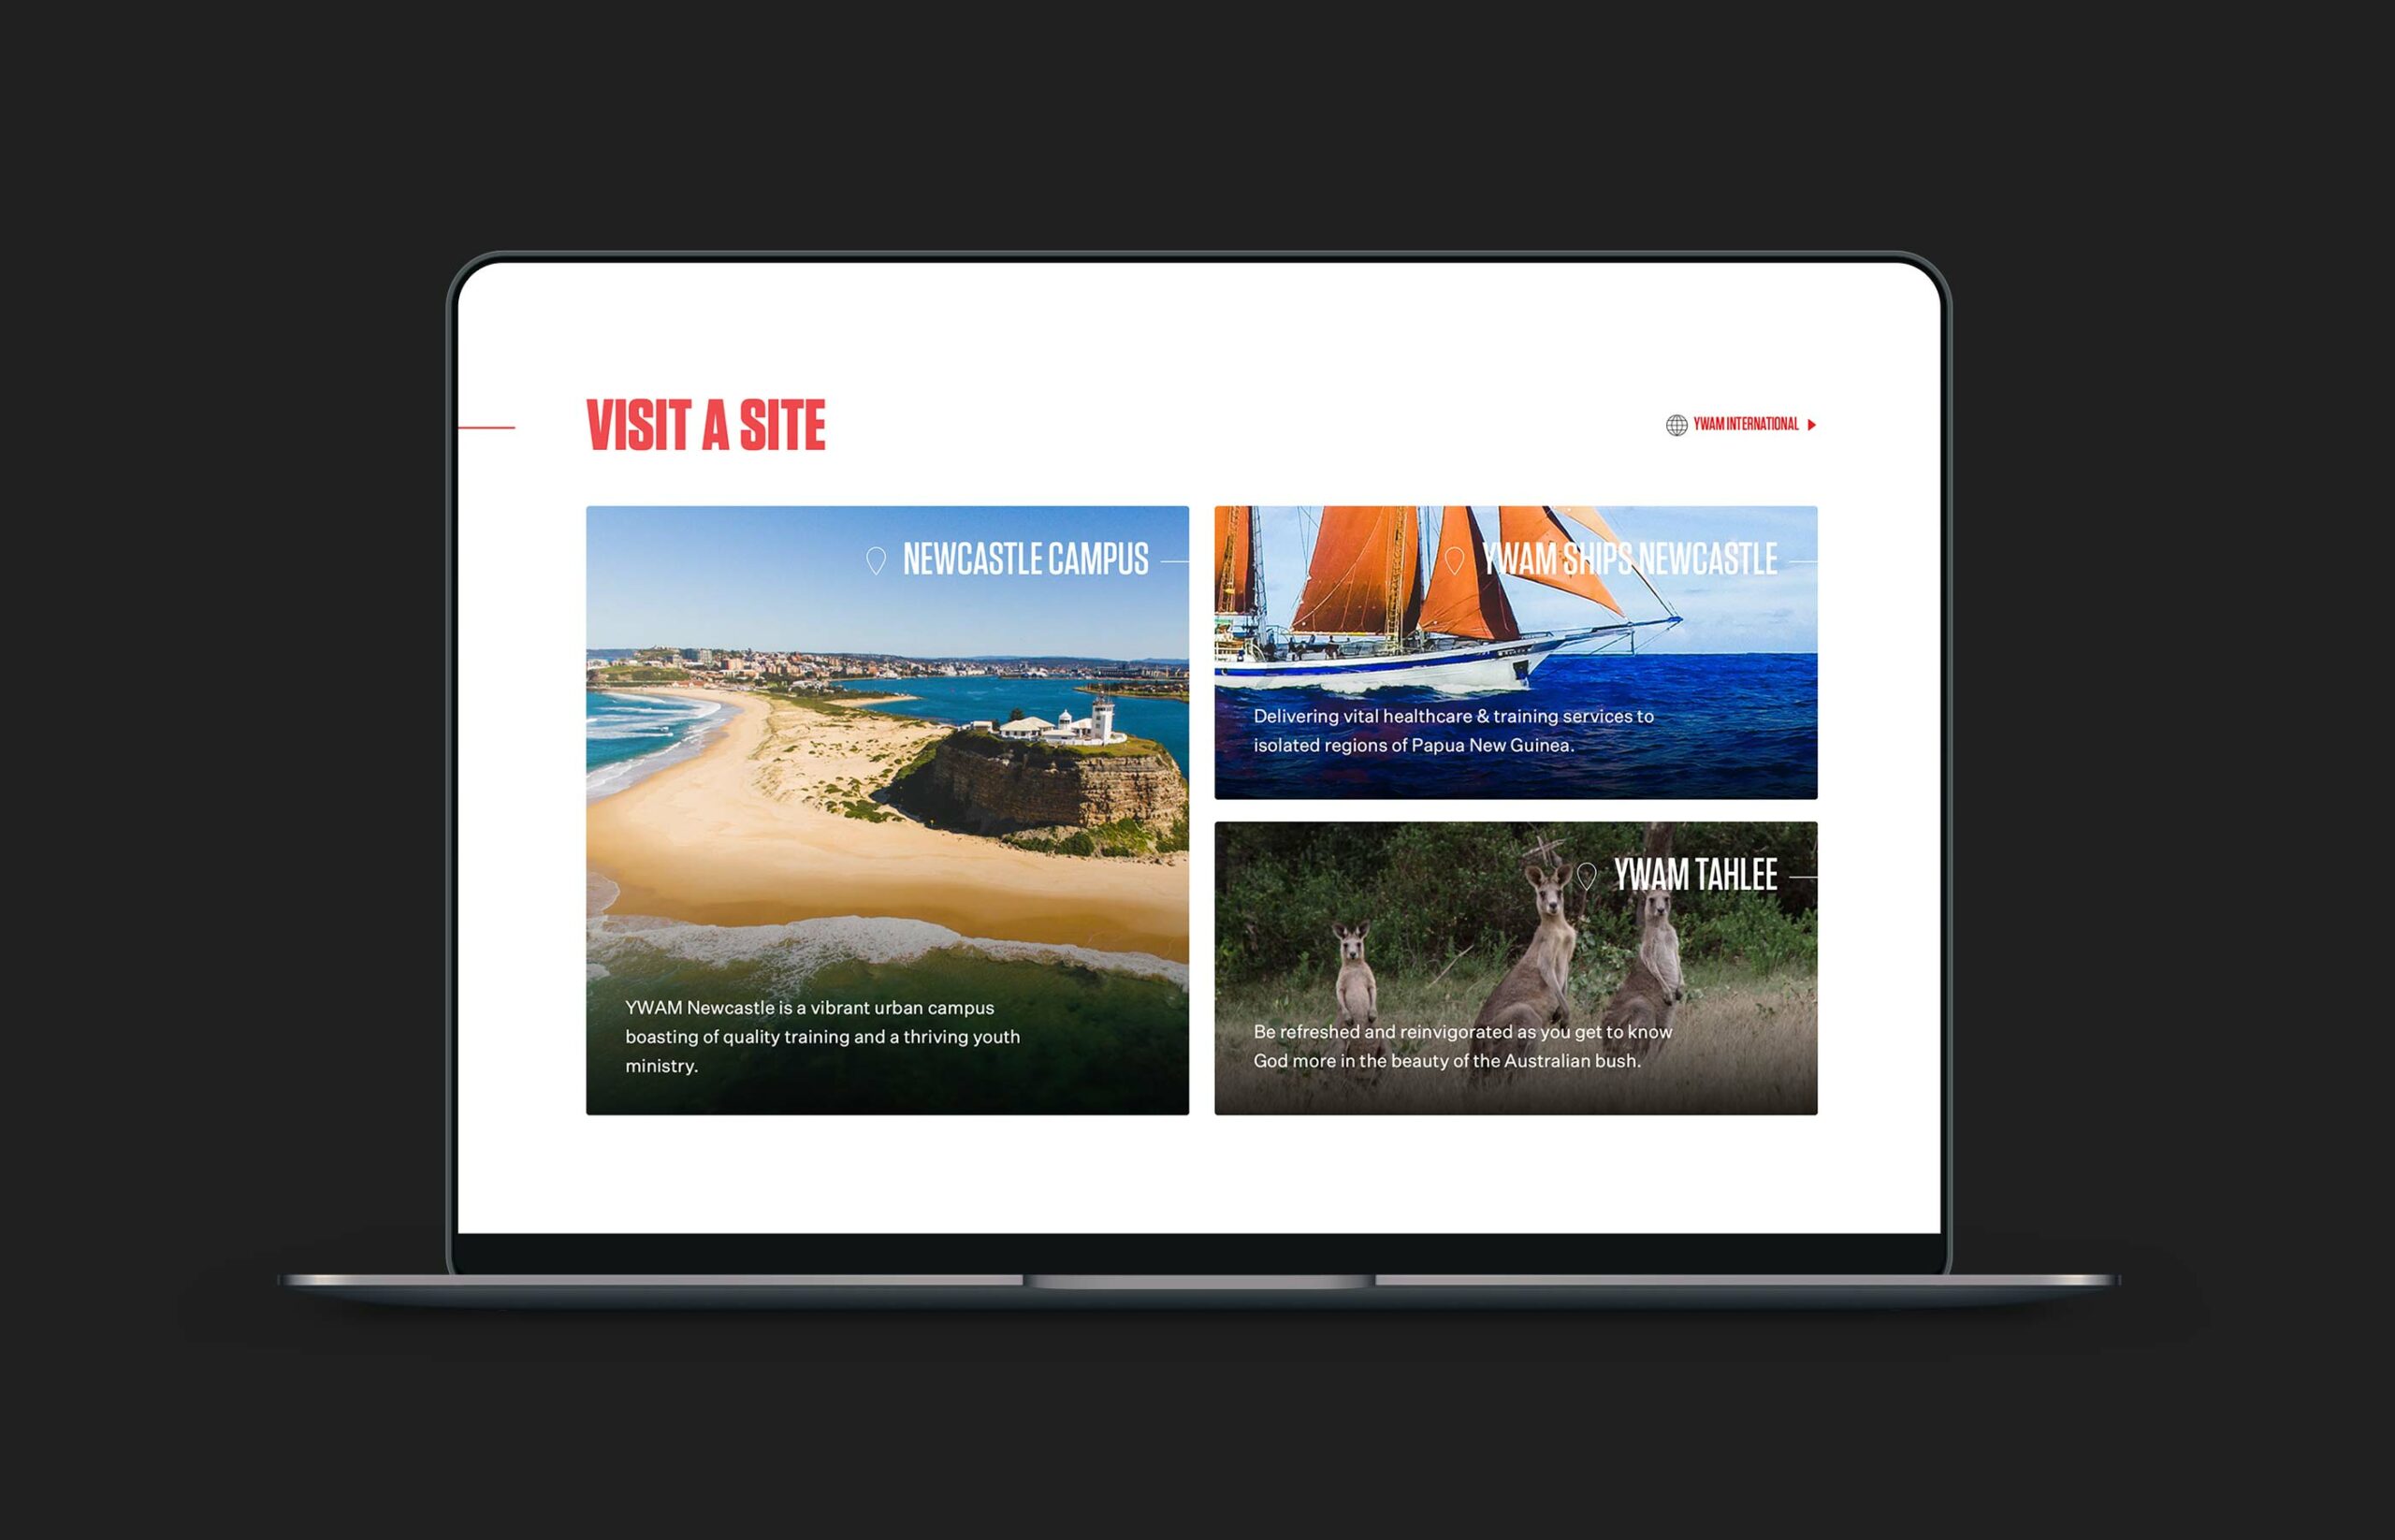 VISIT A SITE
YWAM INTERNATIONAL
NEWCASTLE CAMPUS
YWAM Newcastle is a vibrant urban campus
boasting of quality training and a thriving youth
ministry.
YWAM SHIPS NEWCASTLE
Delivering vital healthcare & training services to
isolated regions of Papua New Guinea.
YWAM TAHLEE
Be refreshed and reinvigorated as you get to know
God more in the beauty of the Australian bush.